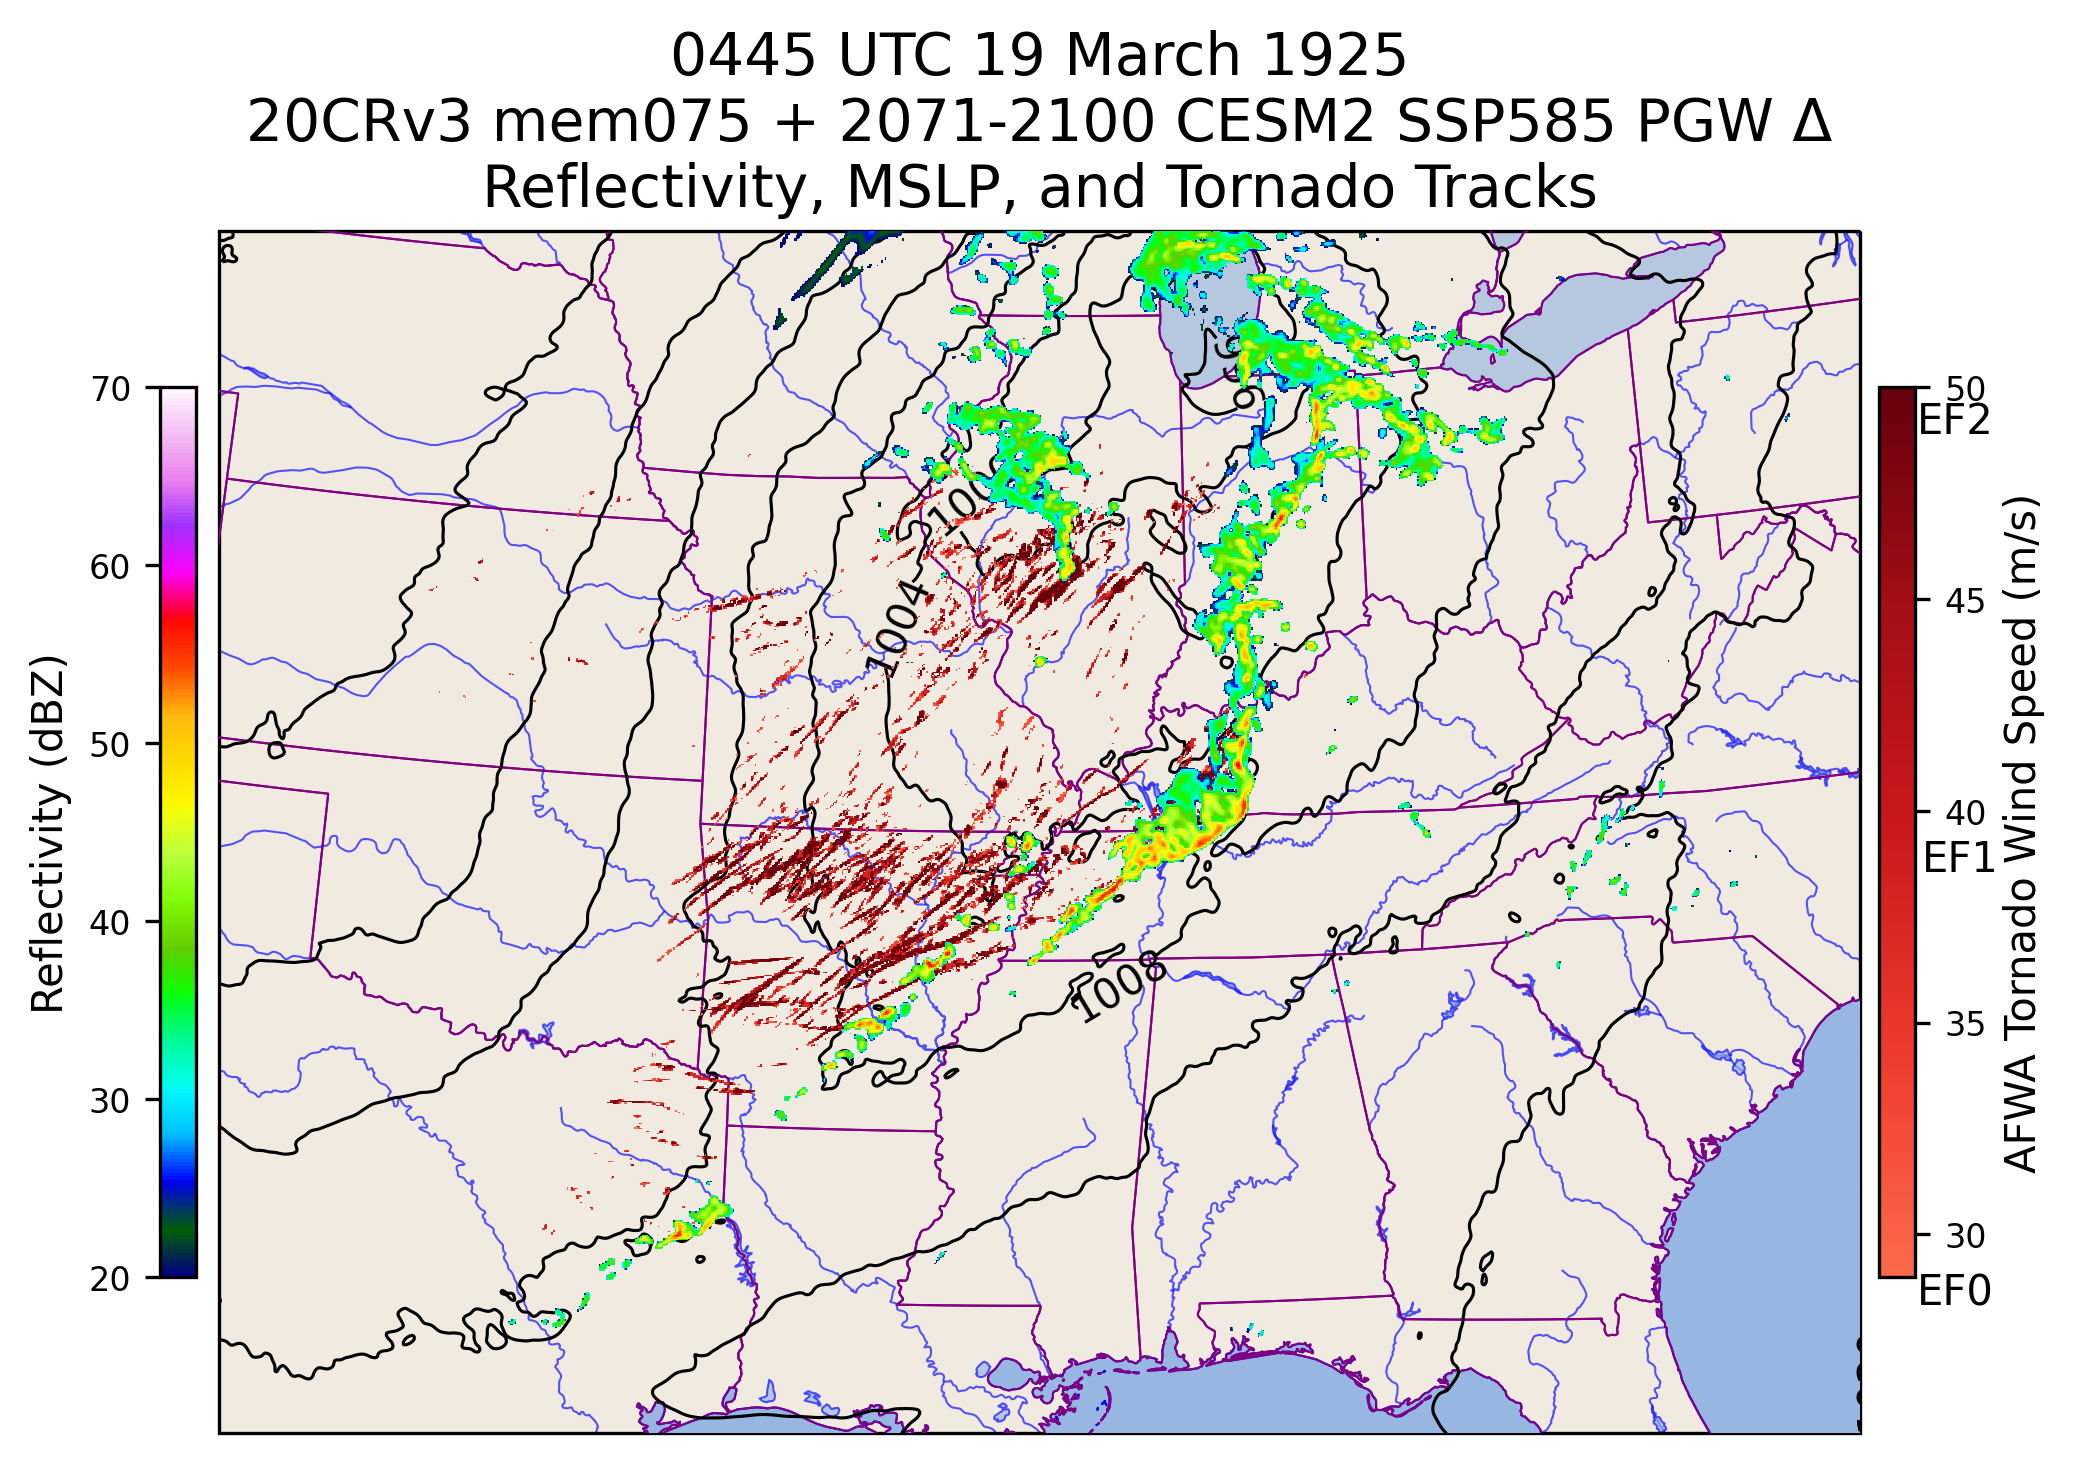 0445 UTC 19 March 1925
20CRv3 mem075 + 2071-2100 CESM2 SSP585 PGW Δ
Reflectivity, MSLP, and Tornado Tracks
Reflectivity (dBZ)
70
60
50
40
30
20
996
1004
1008
50
EF2
45
40
EF1
35
30
EF0
AFWA Tornado Wind Speed (m/s)